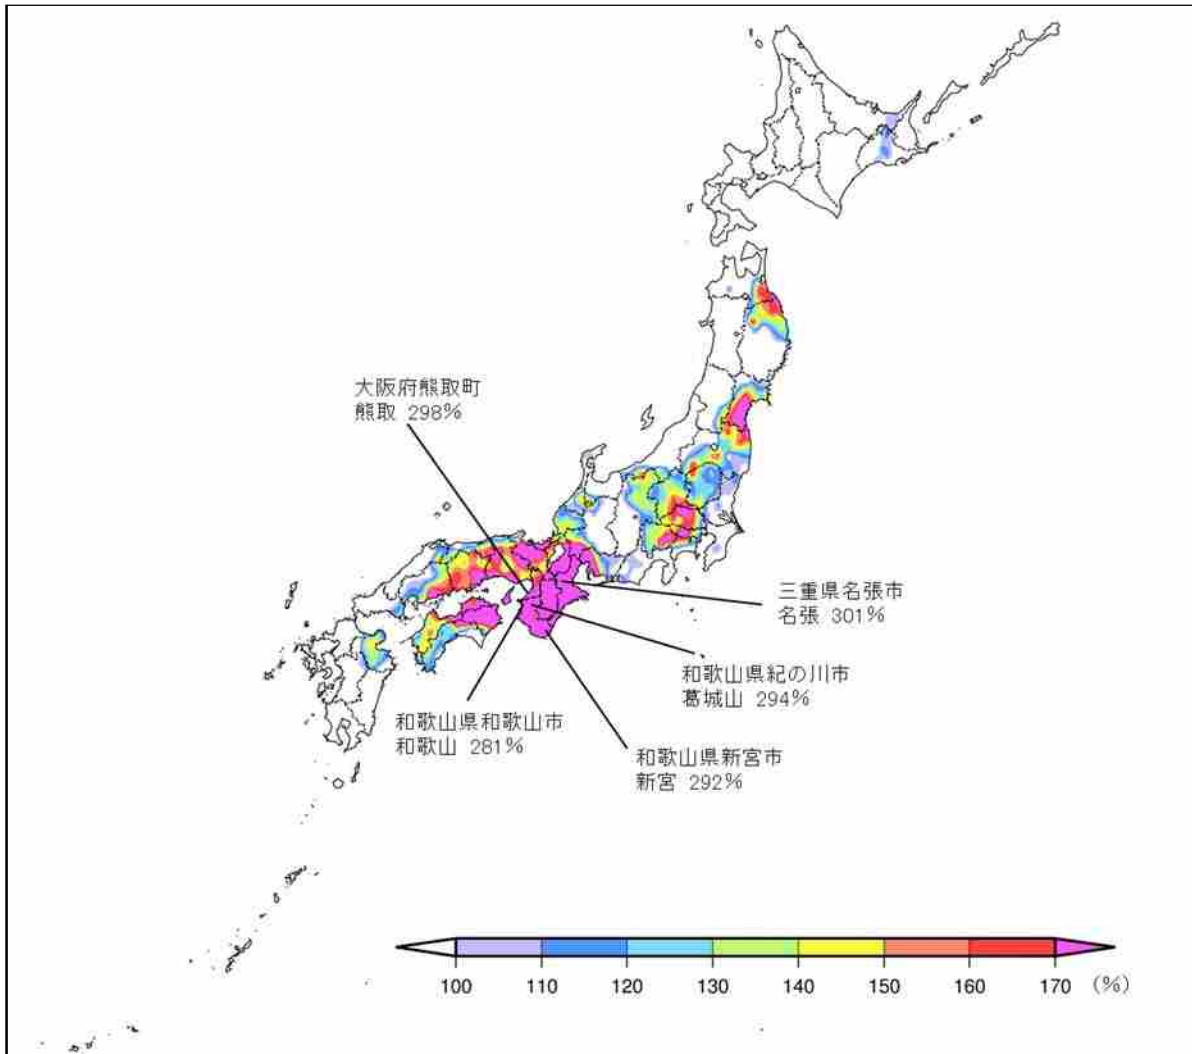 大阪府熊取町
熊取 298%
三重県名張市
名張 301%
和歌山県紀の川市
葛城山 294%
和歌山県和歌山市
和歌山 281%
和歌山県新宮市
新宮 292%
100 110 120 130 140 150 160 170 (%)